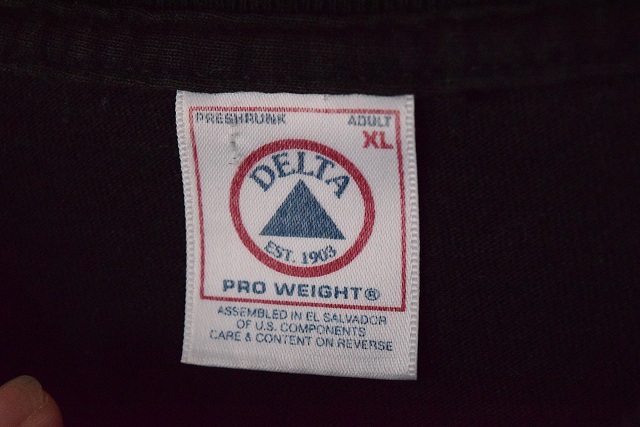 PRESHRUNK ADULT
XL
DELTA
EST. 1903
PRO WEIGHT®
ASSEMBLED IN EL SALVADOR
OF U.S. COMPONENTS
CARE & CONTENT ON REVERSE